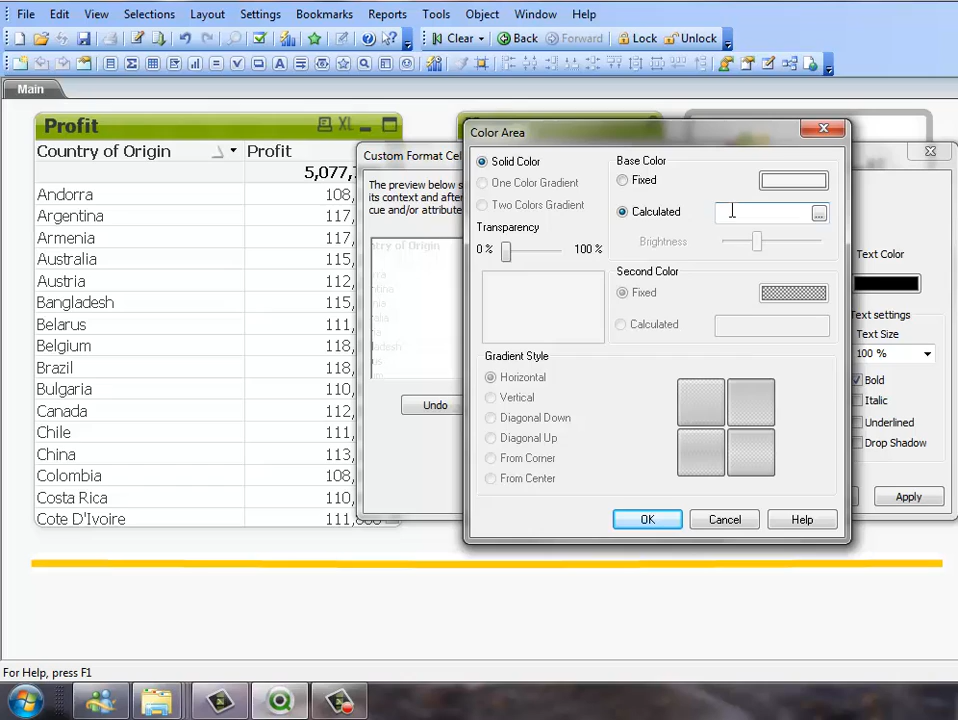 File Edit View Selections Layout Settings Bookmarks Reports Tools Object Window Help
Clear Back Forward Lock Unlock
Main
Profit XL
Country of Origin Profit
5,077,
Andorra 108,
Argentina 117,
Armenia 117,
Australia 115,
Austria 112,
Bangladesh 115,
Belarus 111,
Belgium 118,
Brazil 118,
Bulgaria 110,
Canada 112,
Chile 111,
China 113,
Colombia 108,
Costa Rica 110,
Cote D'Ivoire 111,
Custom Format Cel
The preview below s
its context and after
cue and/or attribute
ntry of Origin
Undo
Color Area
Solid Color
One Color Gradient
Two Colors Gradient
Transparency
0 % 100 %
Base Color
Fixed
Calculated
...
Brightness
Second Color
Fixed
Calculated
Gradient Style
Horizontal
Vertical
Diagonal Down
Diagonal Up
From Corner
From Center
OK Cancel Help
Text Color
Text settings
Text Size
100 %
Bold
Italic
Underlined
Drop Shadow
Apply
For Help, press F1